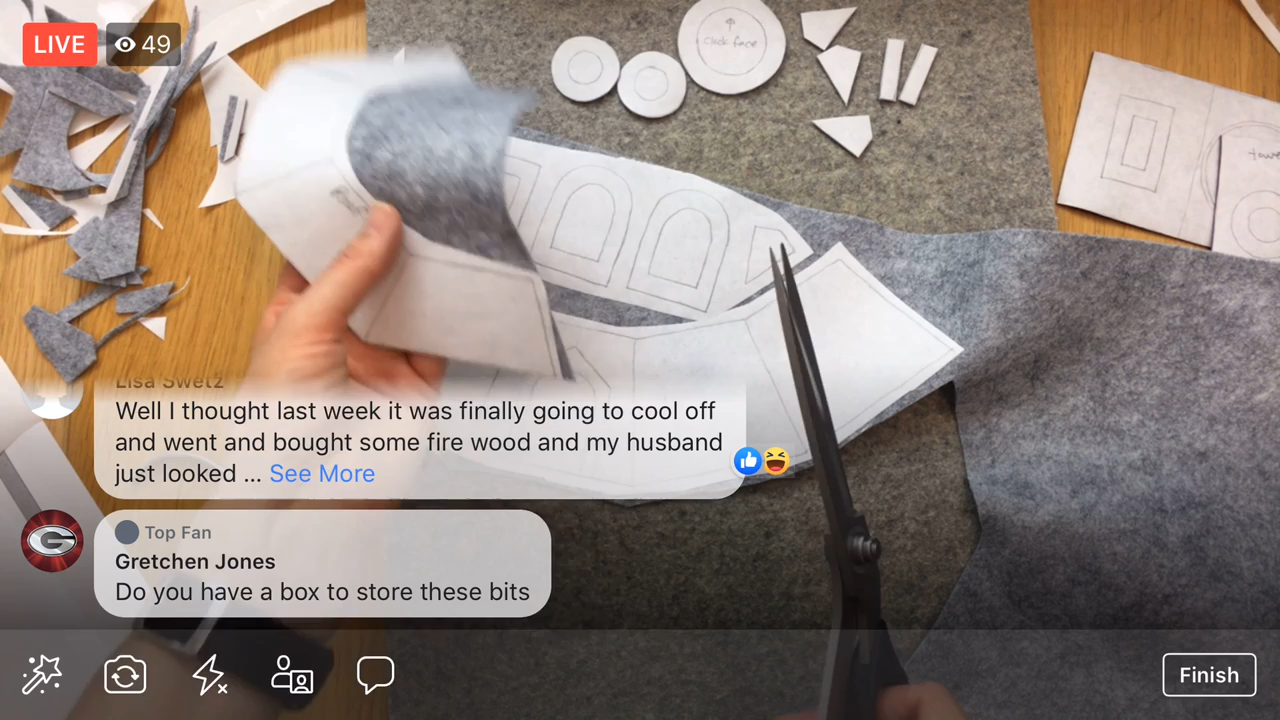 LIVE
49
clock face
Lisa Swetz
Well I thought last week it was finally going to cool off
and went and bought some fire wood and my husband
just looked ... See More
Top Fan
Gretchen Jones
Do you have a box to store these bits
G
Finish